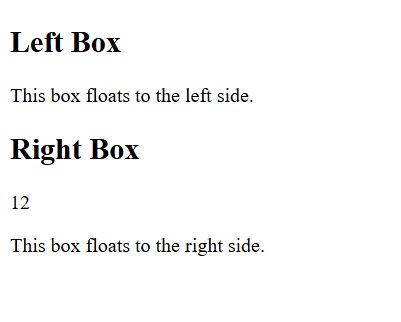 Left Box
This box floats to the left side.
Right Box
12
This box floats to the right side.